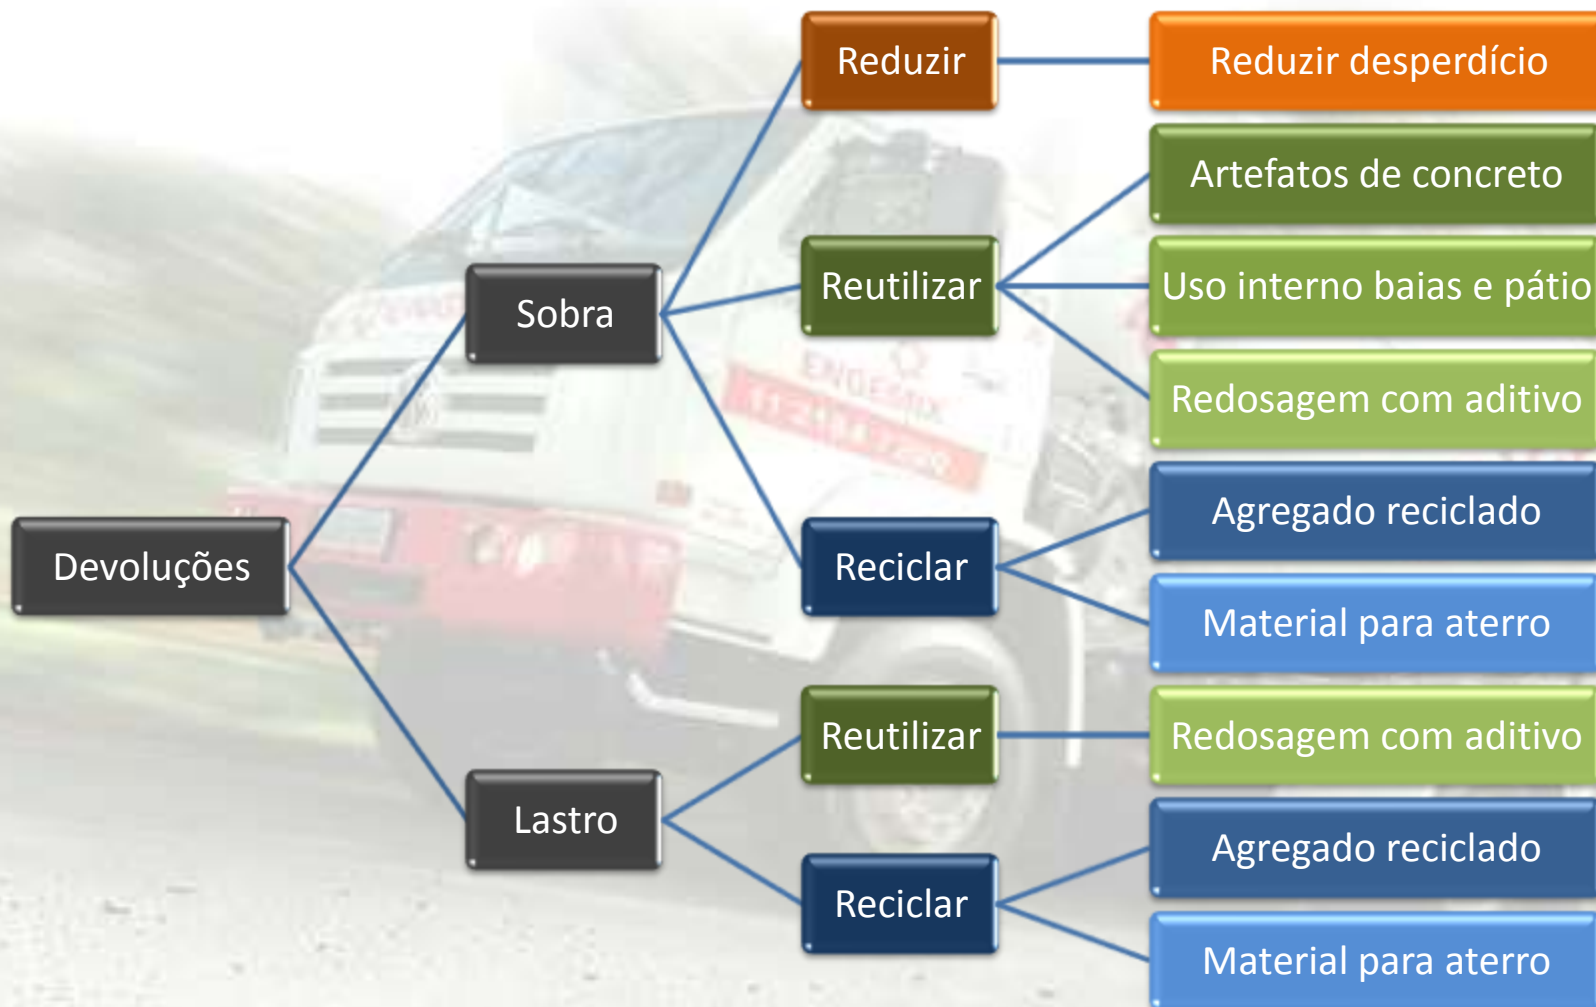 Devoluções
Sobra
Reduzir
Reduzir desperdício
Reutilizar
Artefatos de concreto
Uso interno baias e pátio
Redosagem com aditivo
Reciclar
Agregado reciclado
Material para aterro
Lastro
Reutilizar
Redosagem com aditivo
Reciclar
Agregado reciclado
Material para aterro
ENGEMIX